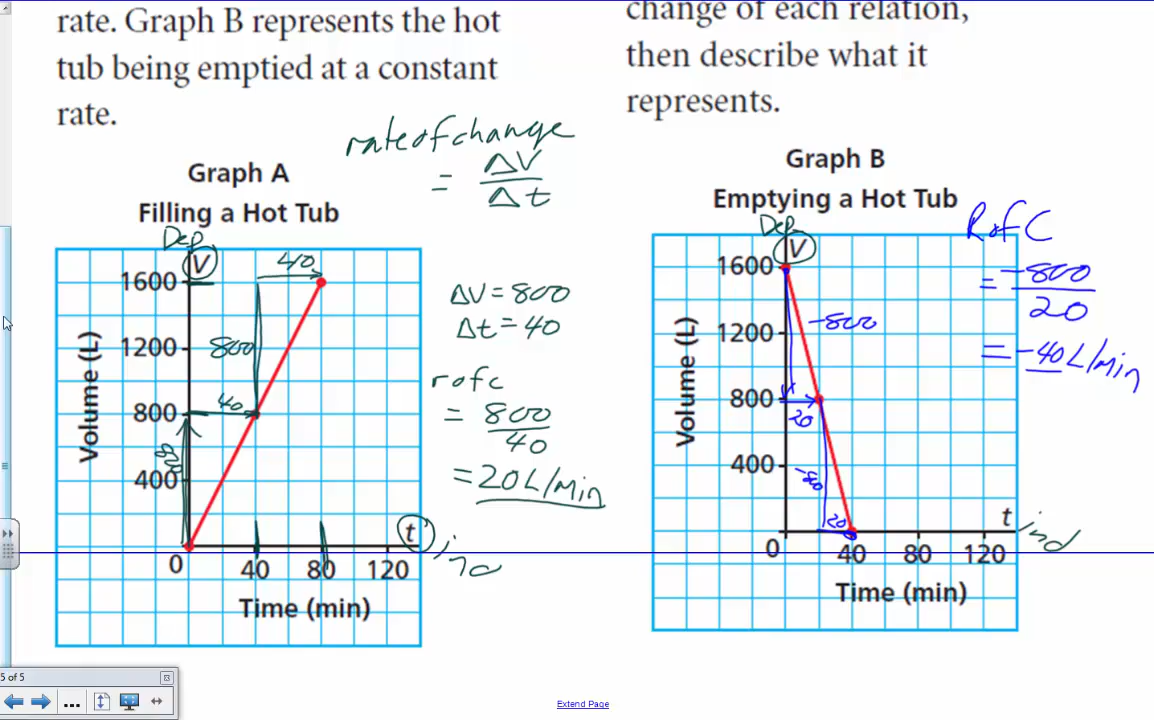 rate. Graph B represents the hot
tub being emptied at a constant
rate.
change of each relation,
then describe what it
represents.
rate of change
= ΔV
Δt
Graph A
Filling a Hot Tub
Dep
V
40
1600
1200
800
400
0
40
80
120
800
40
800
t
ind
Volume (L)
Time (min)
ΔV = 800
Δt = 40
r of c
= 800
40
= 20 L/min
Graph B
Emptying a Hot Tub
Dep
V
1600
1200
800
400
0
40
80
120
-800
20
-800
20
t
ind
Volume (L)
Time (min)
R of C
= -800
20
= -40 L/min
5 of 5
...
Extend Page